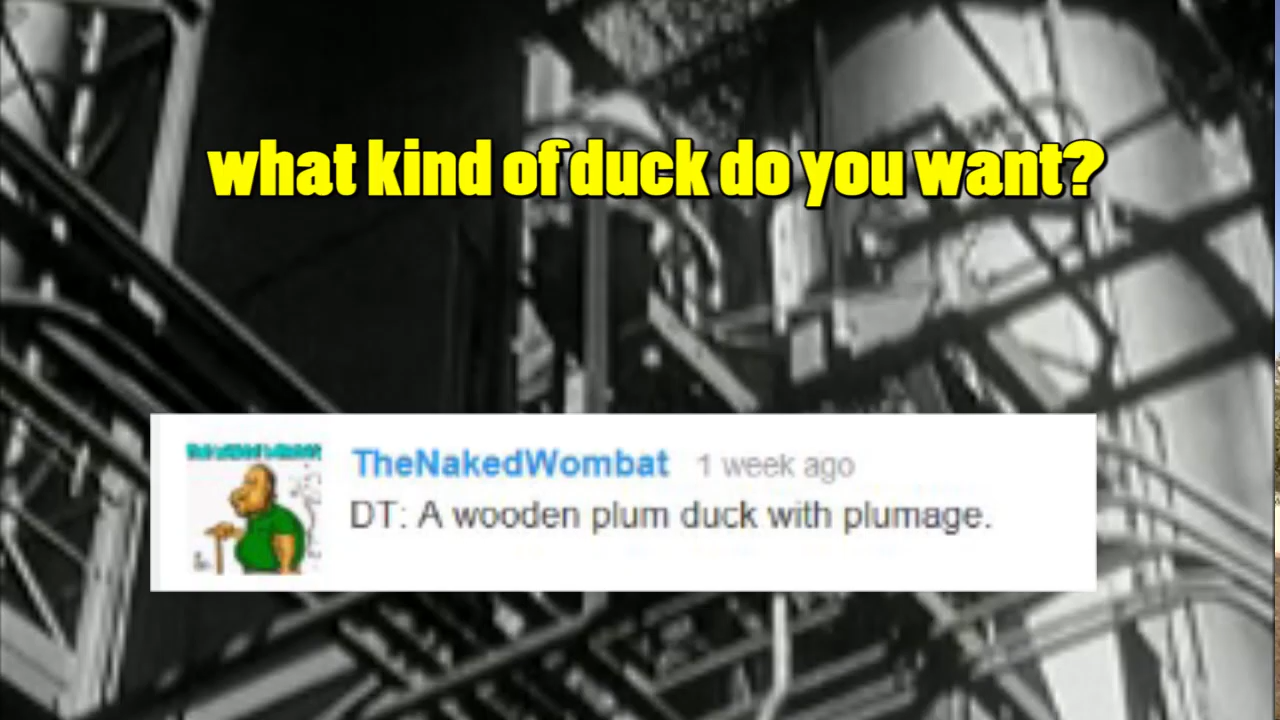 what kind of duck do you want?
TheNakedWombat 1 week ago
DT: A wooden plum duck with plumage.